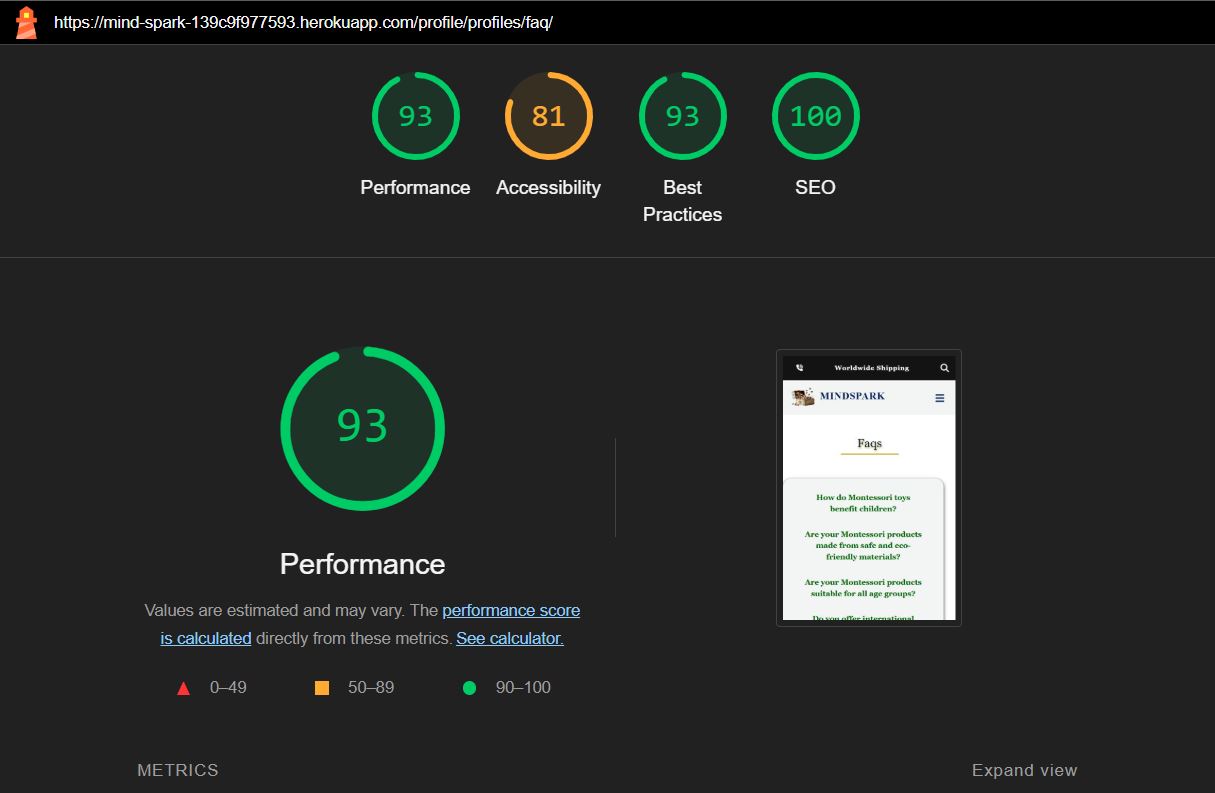 https://mind-spark-139c9f977593.herokuapp.com/profile/profiles/faq/
93
81
93
100
Performance
Accessibility
Best
Practices
SEO
93
Performance
Values are estimated and may vary. The performance score
is calculated directly from these metrics. See calculator.
0–49
50–89
90–100
Worldwide Shipping
MINDSPARK
Faqs
How do Montessori toys
benefit children?
Are your Montessori products
made from safe and eco-
friendly materials?
Are your Montessori products
suitable for all age groups?
Do you offer international
METRICS
Expand view